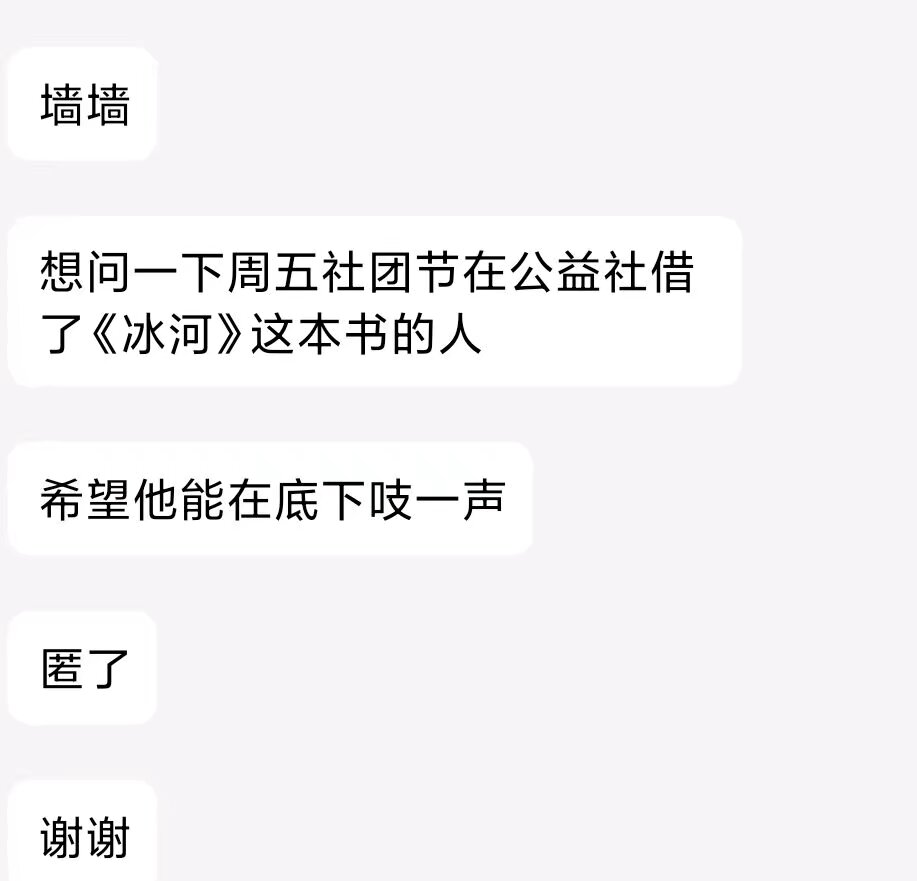 墙墙
想问一下周五社团节在公益社借
了《冰河》这本书的人
希望他能在底下吱一声
匿了
谢谢